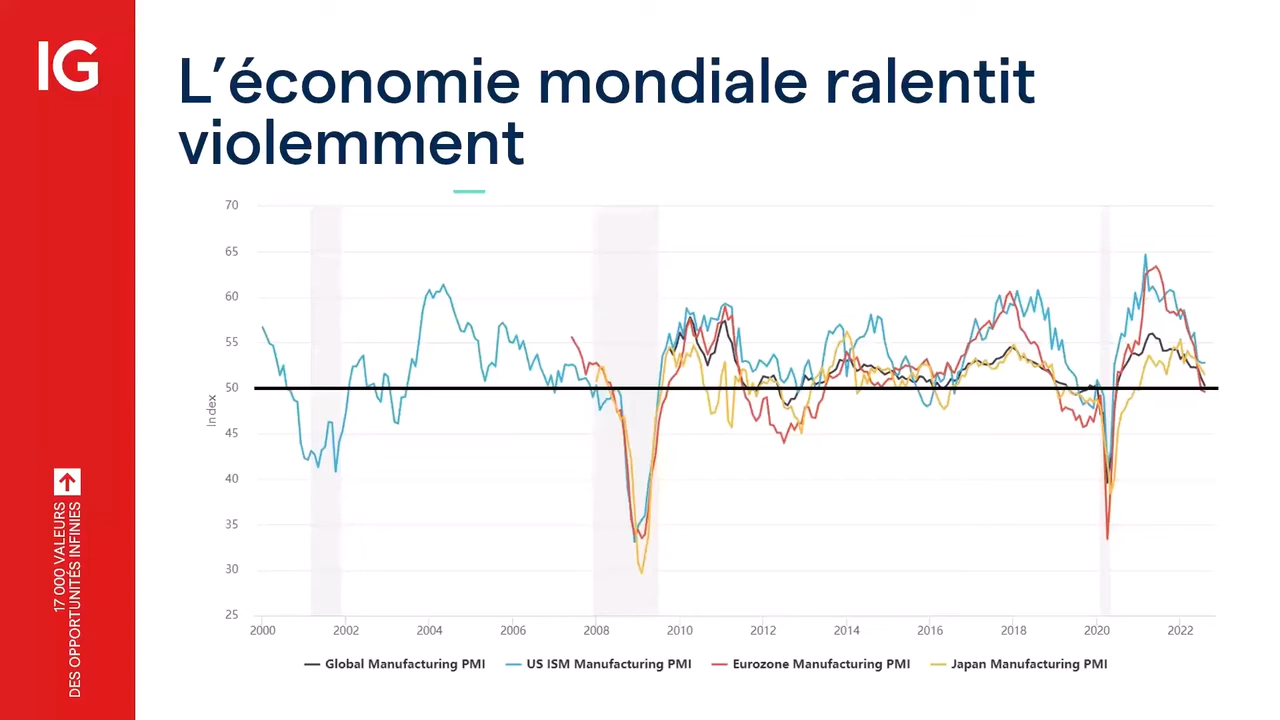 IG
L’économie mondiale ralentit
violemment
70
65
60
55
50
45
40
35
30
25
Index
2000 2002 2004 2006 2008 2010 2012 2014 2016 2018 2020 2022
Global Manufacturing PMI US ISM Manufacturing PMI Eurozone Manufacturing PMI Japan Manufacturing PMI
17 000 VALEURS
DES OPPORTUNITÉS INFINIES